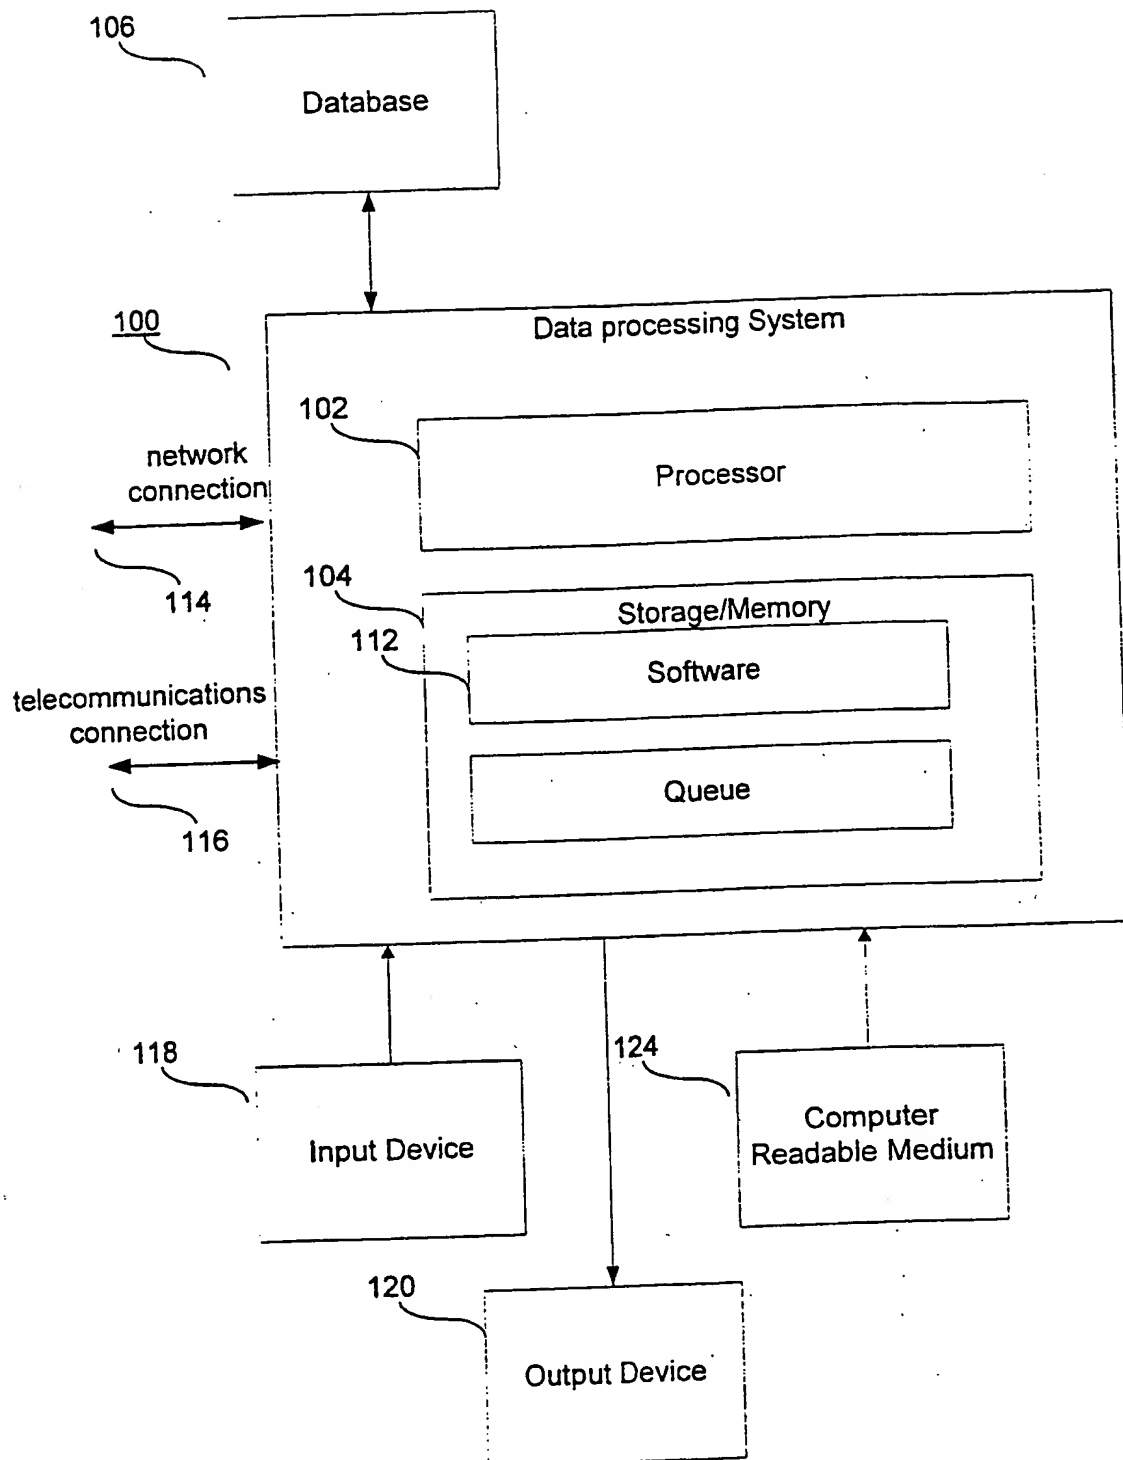 106
Database
100
Data processing System
102
Processor
network
connection
114
104
Storage/Memory
112
Software
telecommunications
connection
116
Queue
118
Input Device
124
Computer
Readable Medium
120
Output Device